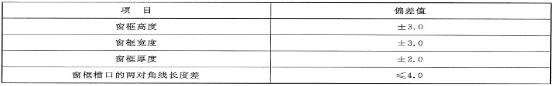 项 目 偏差值
窗框高度 ±3.0
窗框宽度 ±3.0
窗框厚度 ±2.0
窗框槽口的两对角线长度差 ≤4.0